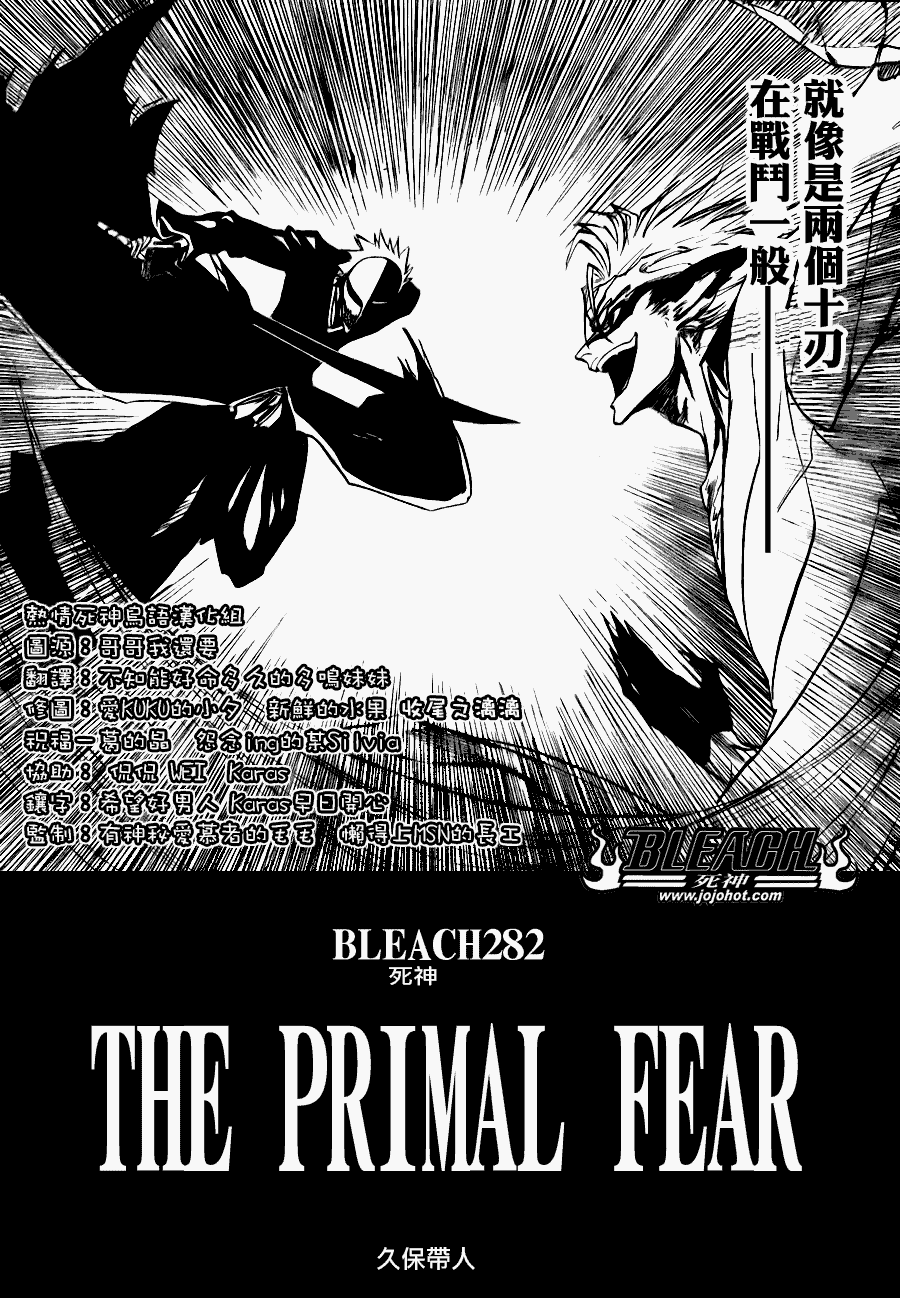 就像是兩個十刃
在戰鬥一般——
熱情死神鳥語漢化組
圖源：哥哥我還要
翻譯：不知能好命多久的多鳴妹妹
修圖：愛KUKU的小夕 新鮮的水果 收尾之漓漓
祝福一葛的晶 怨念ing的某Silvia
協助：侃侃 WEI Karas
鑲字：希望好男人 Karas早日開心
監制：有神秘愛慕者的毛毛 懶得上MSN的長工
BLEACH
死神
www.jojohot.com
BLEACH282
死神
THE PRIMAL FEAR
久保帶人